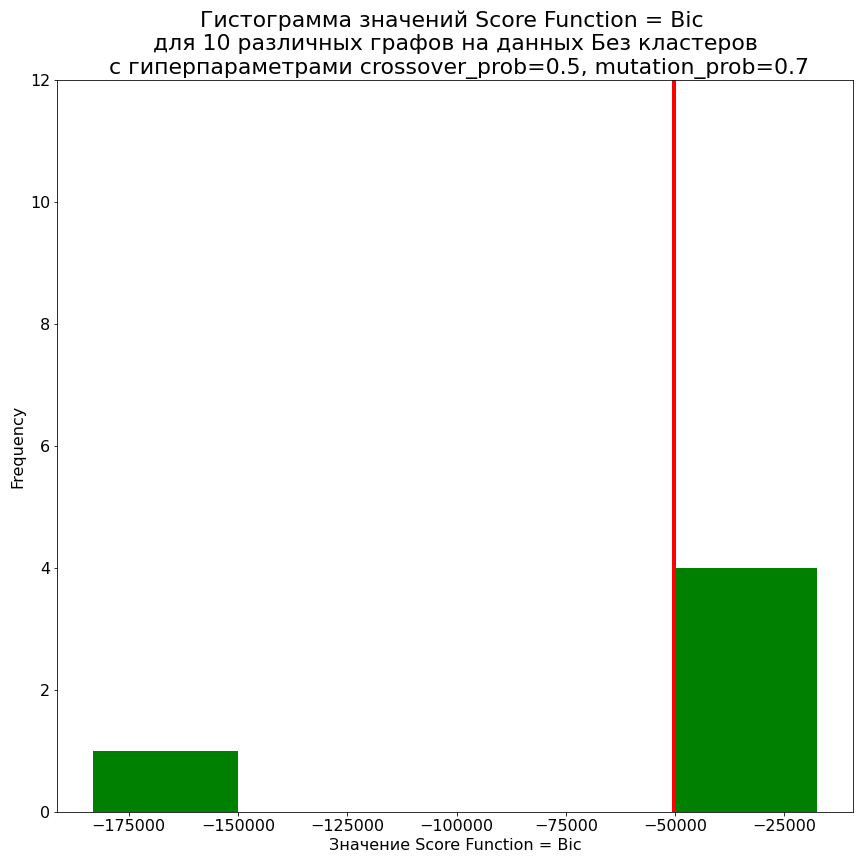 Гистограмма значений Score Function = Bic
для 10 различных графов на данных Без кластеров
с гиперпараметрами crossover_prob=0.5, mutation_prob=0.7
12
10
8
6
4
2
0
Frequency
−175000 −150000 −125000 −100000 −75000 −50000 −25000
Значение Score Function = Bic